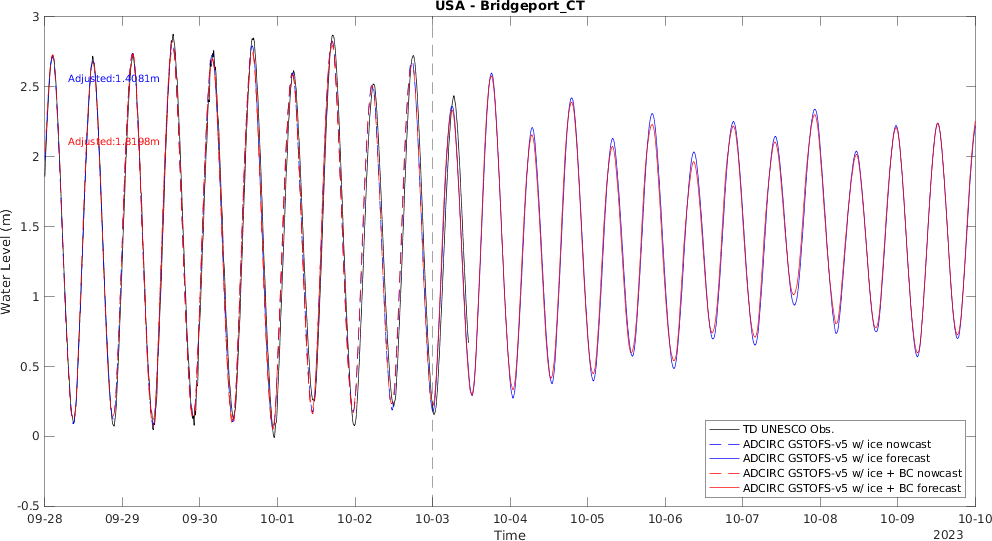 USA - Bridgeport_CT
3
2.5
2
1.5
1
0.5
0
-0.5
Water Level (m)
Adjusted:1.4081m
Adjusted:1.8198m
TD UNESCO Obs.
ADCIRC GSTOFS-v5 w/ ice nowcast
ADCIRC GSTOFS-v5 w/ ice forecast
ADCIRC GSTOFS-v5 w/ ice + BC nowcast
ADCIRC GSTOFS-v5 w/ ice + BC forecast
09-28 09-29 09-30 10-01 10-02 10-03 10-04 10-05 10-06 10-07 10-08 10-09 10-10
Time
2023